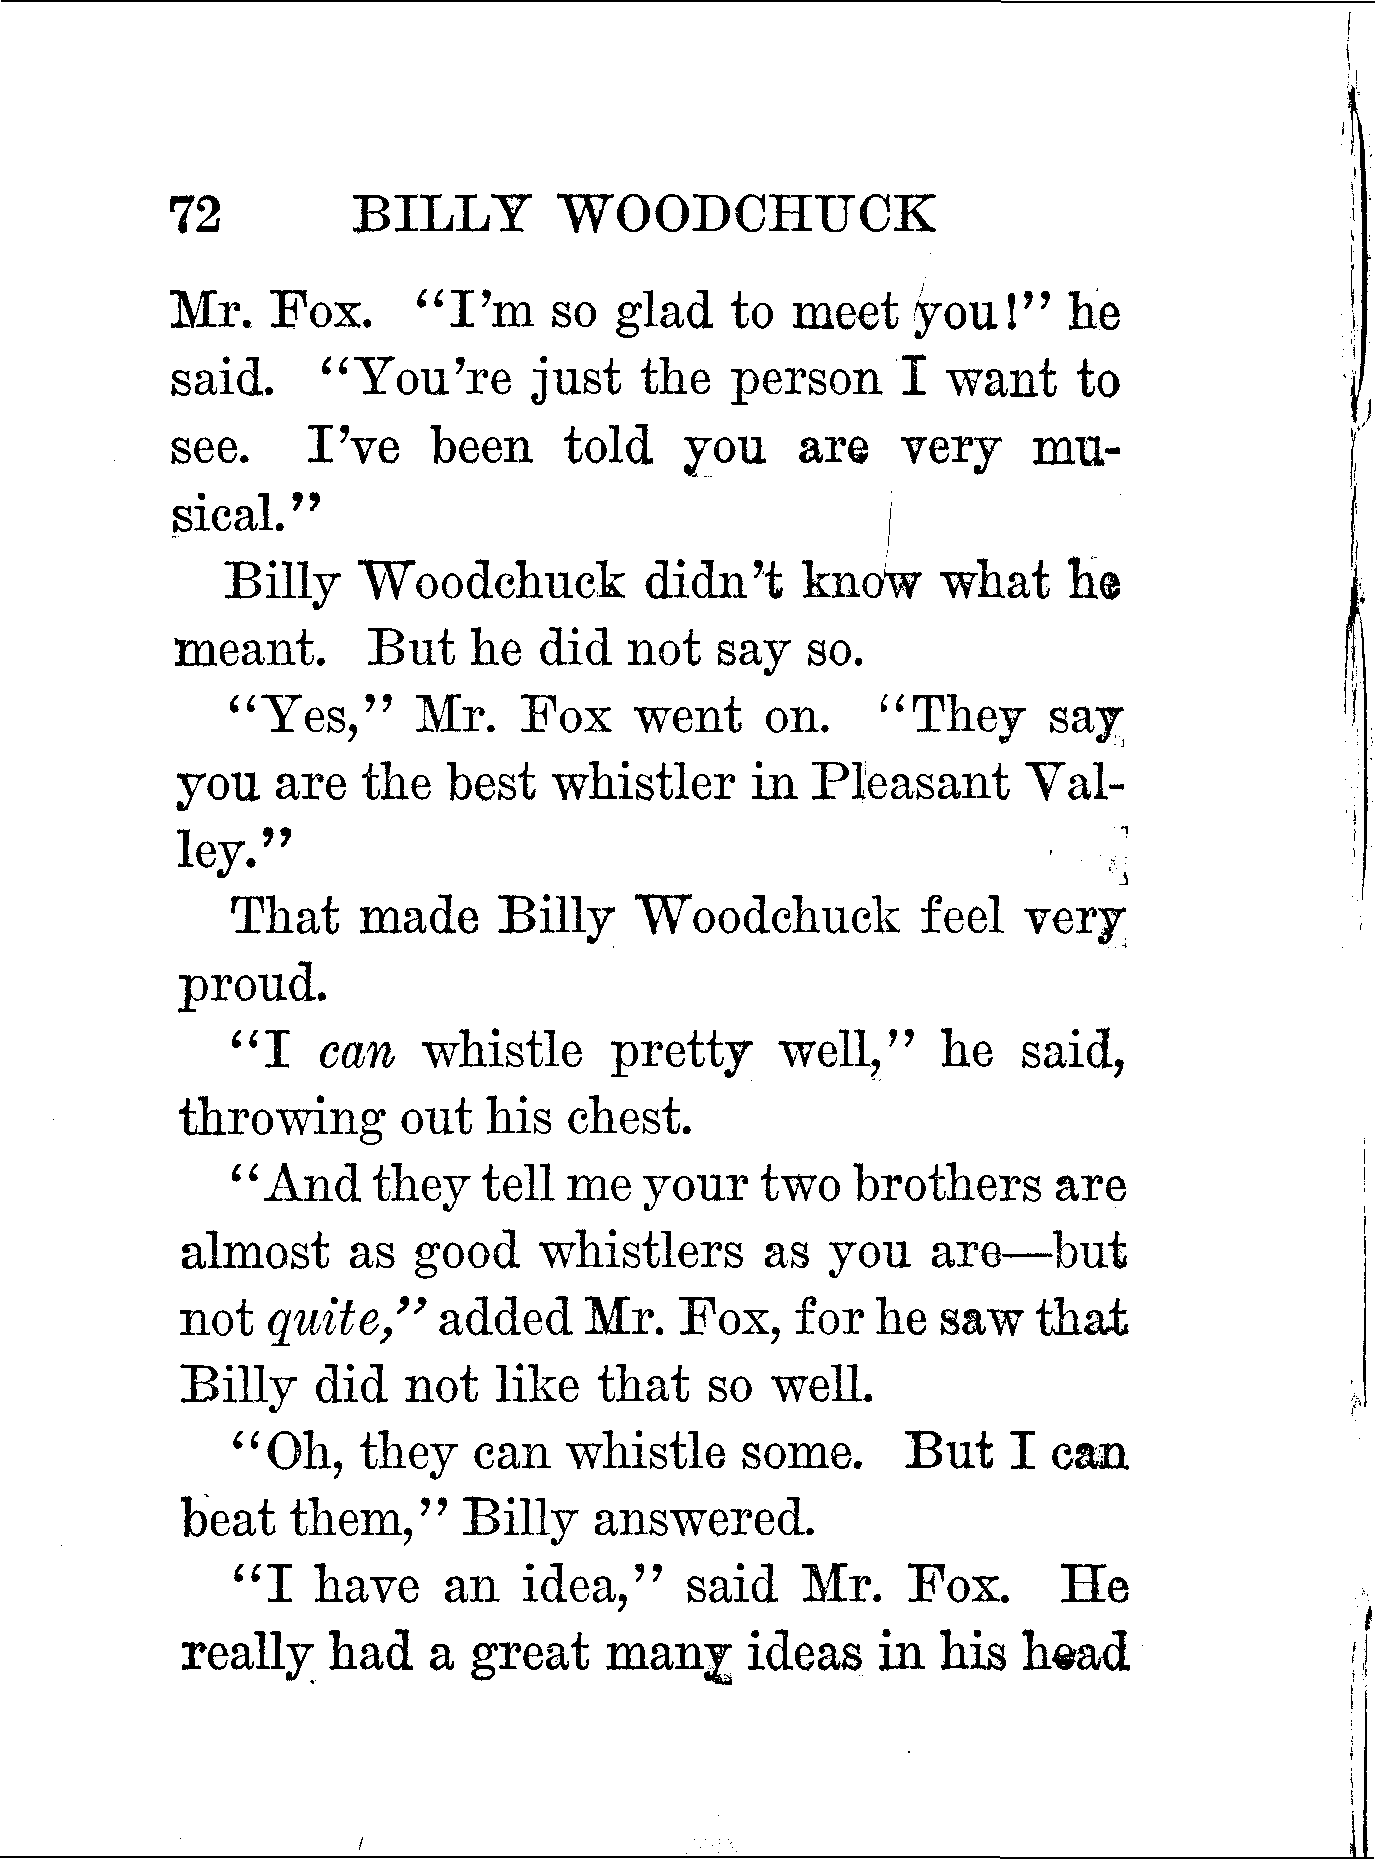 72 BILLY WOODCHUCK
Mr. Fox. "I'm so glad to meet you!" he
said. "You're just the person I want to
see. I've been told you are very mu-
sical."
Billy Woodchuck didn't know what he
meant. But he did not say so.
"Yes," Mr. Fox went on. "They say
you are the best whistler in Pleasant Val-
ley."
That made Billy Woodchuck feel very
proud.
"I can whistle pretty well," he said,
throwing out his chest.
"And they tell me your two brothers are
almost as good whistlers as you are—but
not quite," added Mr. Fox, for he saw that
Billy did not like that so well.
"Oh, they can whistle some. But I can
beat them," Billy answered.
"I have an idea," said Mr. Fox. He
really had a great many ideas in his head